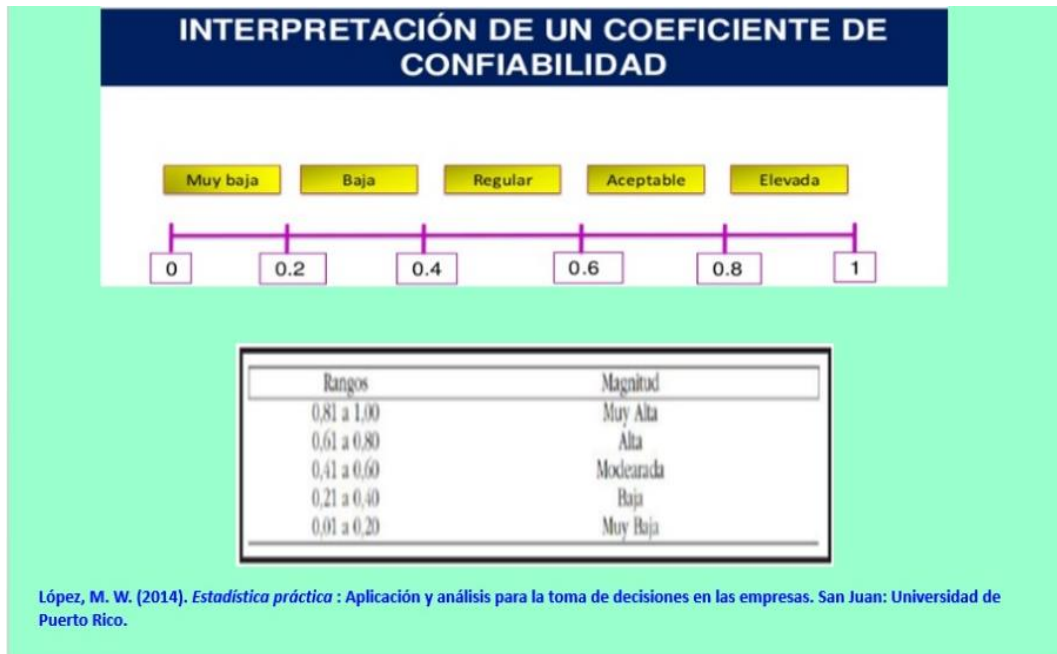 INTERPRETACIÓN DE UN COEFICIENTE DE
CONFIABILIDAD
Muy baja Baja Regular Aceptable Elevada
0 0.2 0.4 0.6 0.8 1
Rangos Magnitud
0,81 a 1,00 Muy Alta
0,61 a 0,80 Alta
0,41 a 0,60 Modearada
0,21 a 0,40 Baja
0,01 a 0,20 Muy Baja
López, M. W. (2014). Estadística práctica : Aplicación y análisis para la toma de decisiones en las empresas. San Juan: Universidad de
Puerto Rico.